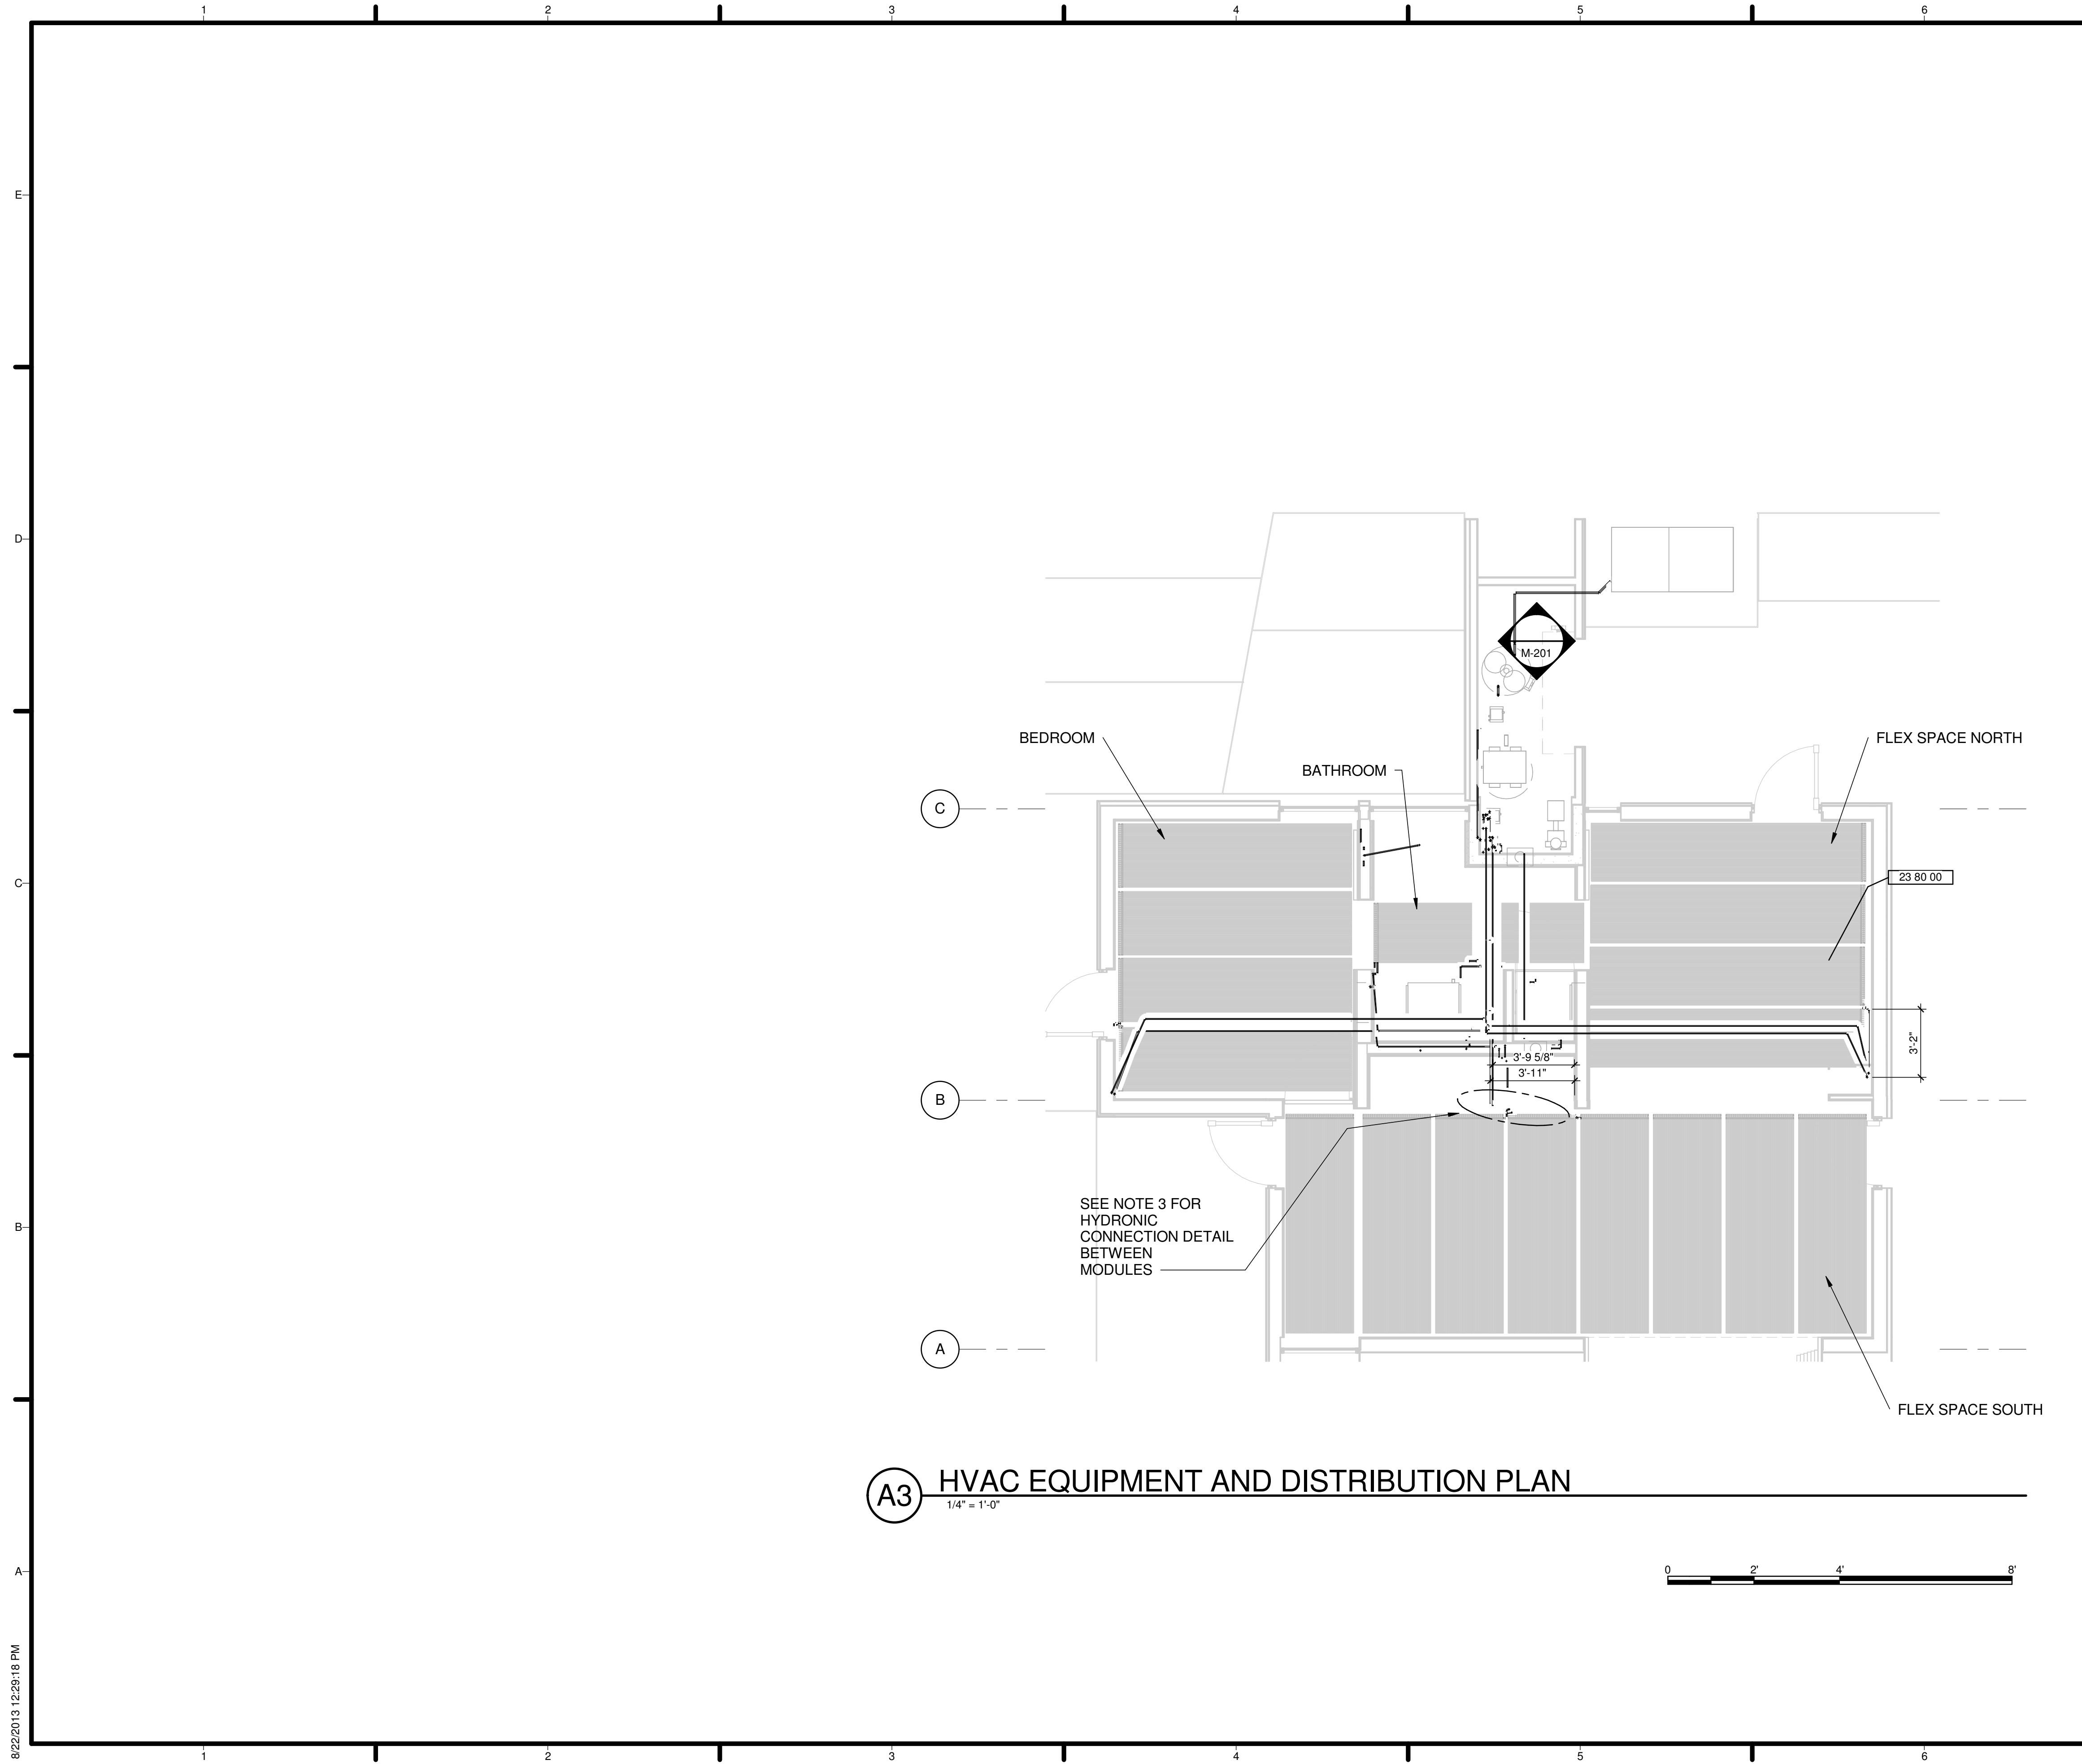 1 2 3 4 5 6
E
D
M-201
BEDROOM
FLEX SPACE NORTH
BATHROOM
C
C
23 80 00
3'-2"
3'-9 5/8"
3'-11"
B
SEE NOTE 3 FOR
HYDRONIC
CONNECTION DETAIL
BETWEEN
MODULES
B
A
FLEX SPACE SOUTH
A3 HVAC EQUIPMENT AND DISTRIBUTION PLAN
1/4" = 1'-0"
0 2' 4' 8'
A
8/22/2013 12:29:18 PM
1 2 3 4 5 6